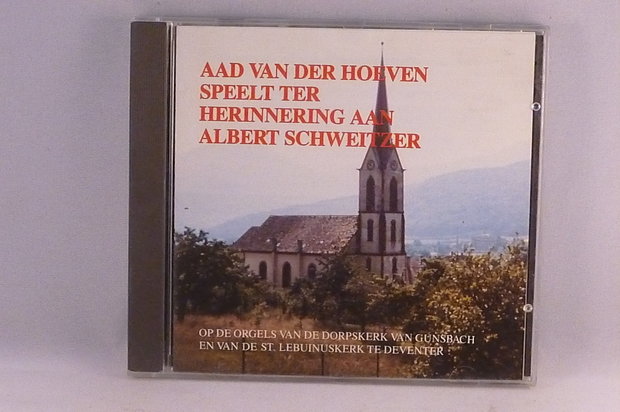 AAD VAN DER HOEVEN
SPEELT TER
HERINNERING AAN
ALBERT SCHWEITZER
OP DE ORGELS VAN DE DORPSKERK VAN GUNSBACH
EN VAN DE ST. LEBUINUSKERK TE DEVENTER